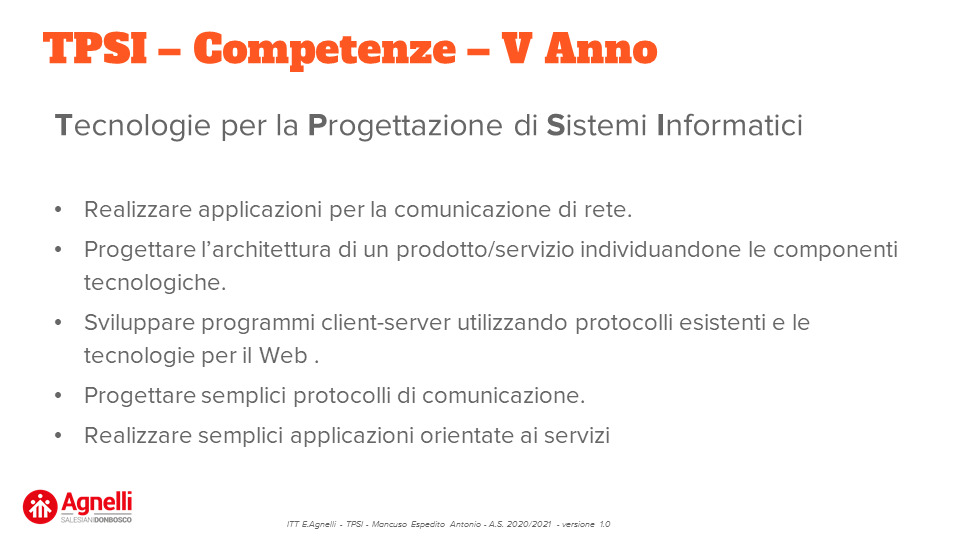 TPSI – Competenze – V Anno
Tecnologie per la Progettazione di Sistemi Informatici
• Realizzare applicazioni per la comunicazione di rete.
• Progettare l’architettura di un prodotto/servizio individuandone le componenti
tecnologiche.
• Sviluppare programmi client-server utilizzando protocolli esistenti e le
tecnologie per il Web .
• Progettare semplici protocolli di comunicazione.
• Realizzare semplici applicazioni orientate ai servizi
Agnelli
SALESIANI DONBOSCO
ITT E.Agnelli - TPSI - Mancuso Espedito Antonio - A.S. 2020/2021 - versione 1.0